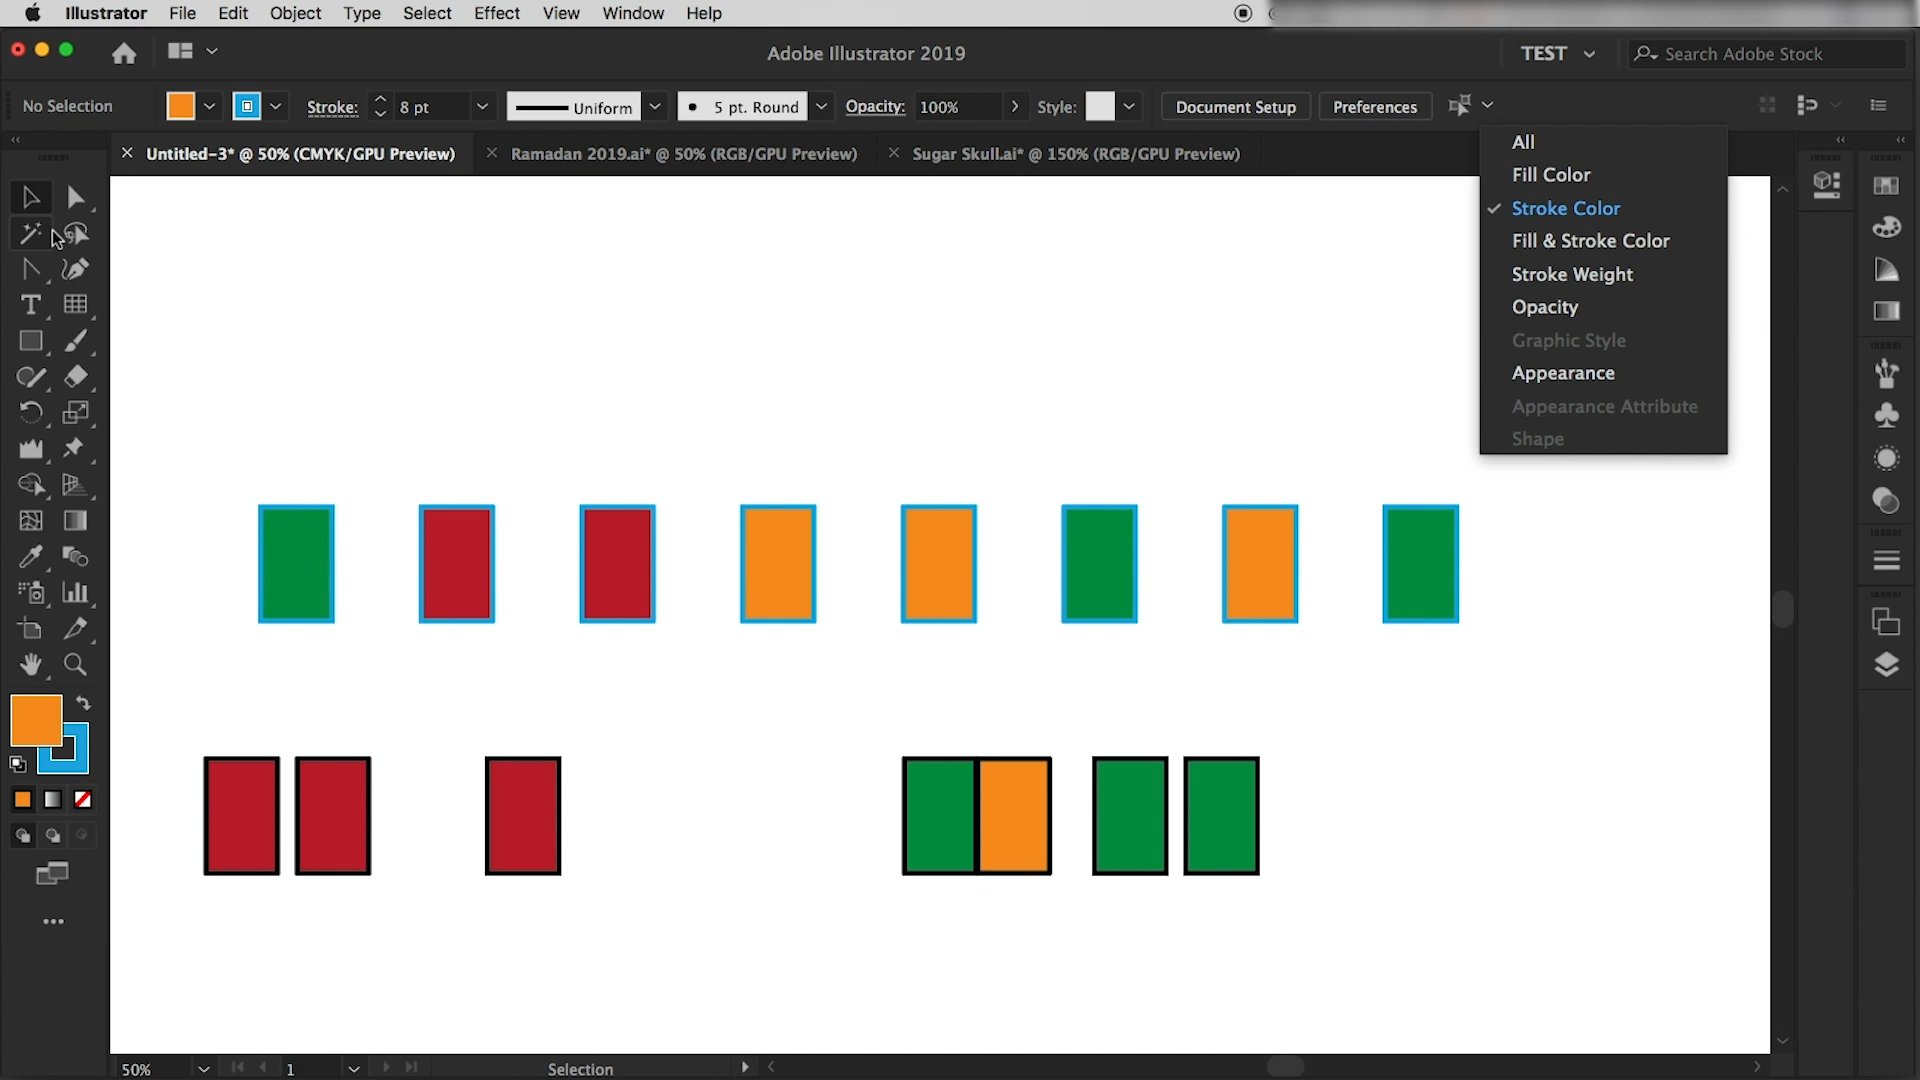 Illustrator File Edit Object Type Select Effect View Window Help
Adobe Illustrator 2019
TEST
Search Adobe Stock
No Selection
Stroke: 8 pt
Uniform
5 pt. Round
Opacity: 100%
Style:
Document Setup
Preferences
Untitled-3* @ 50% (CMYK/GPU Preview)
Ramadan 2019.ai* @ 50% (RGB/GPU Preview)
Sugar Skull.ai* @ 150% (RGB/GPU Preview)
All
Fill Color
Stroke Color
Fill & Stroke Color
Stroke Weight
Opacity
Graphic Style
Appearance
Appearance Attribute
Shape
50%
1
Selection